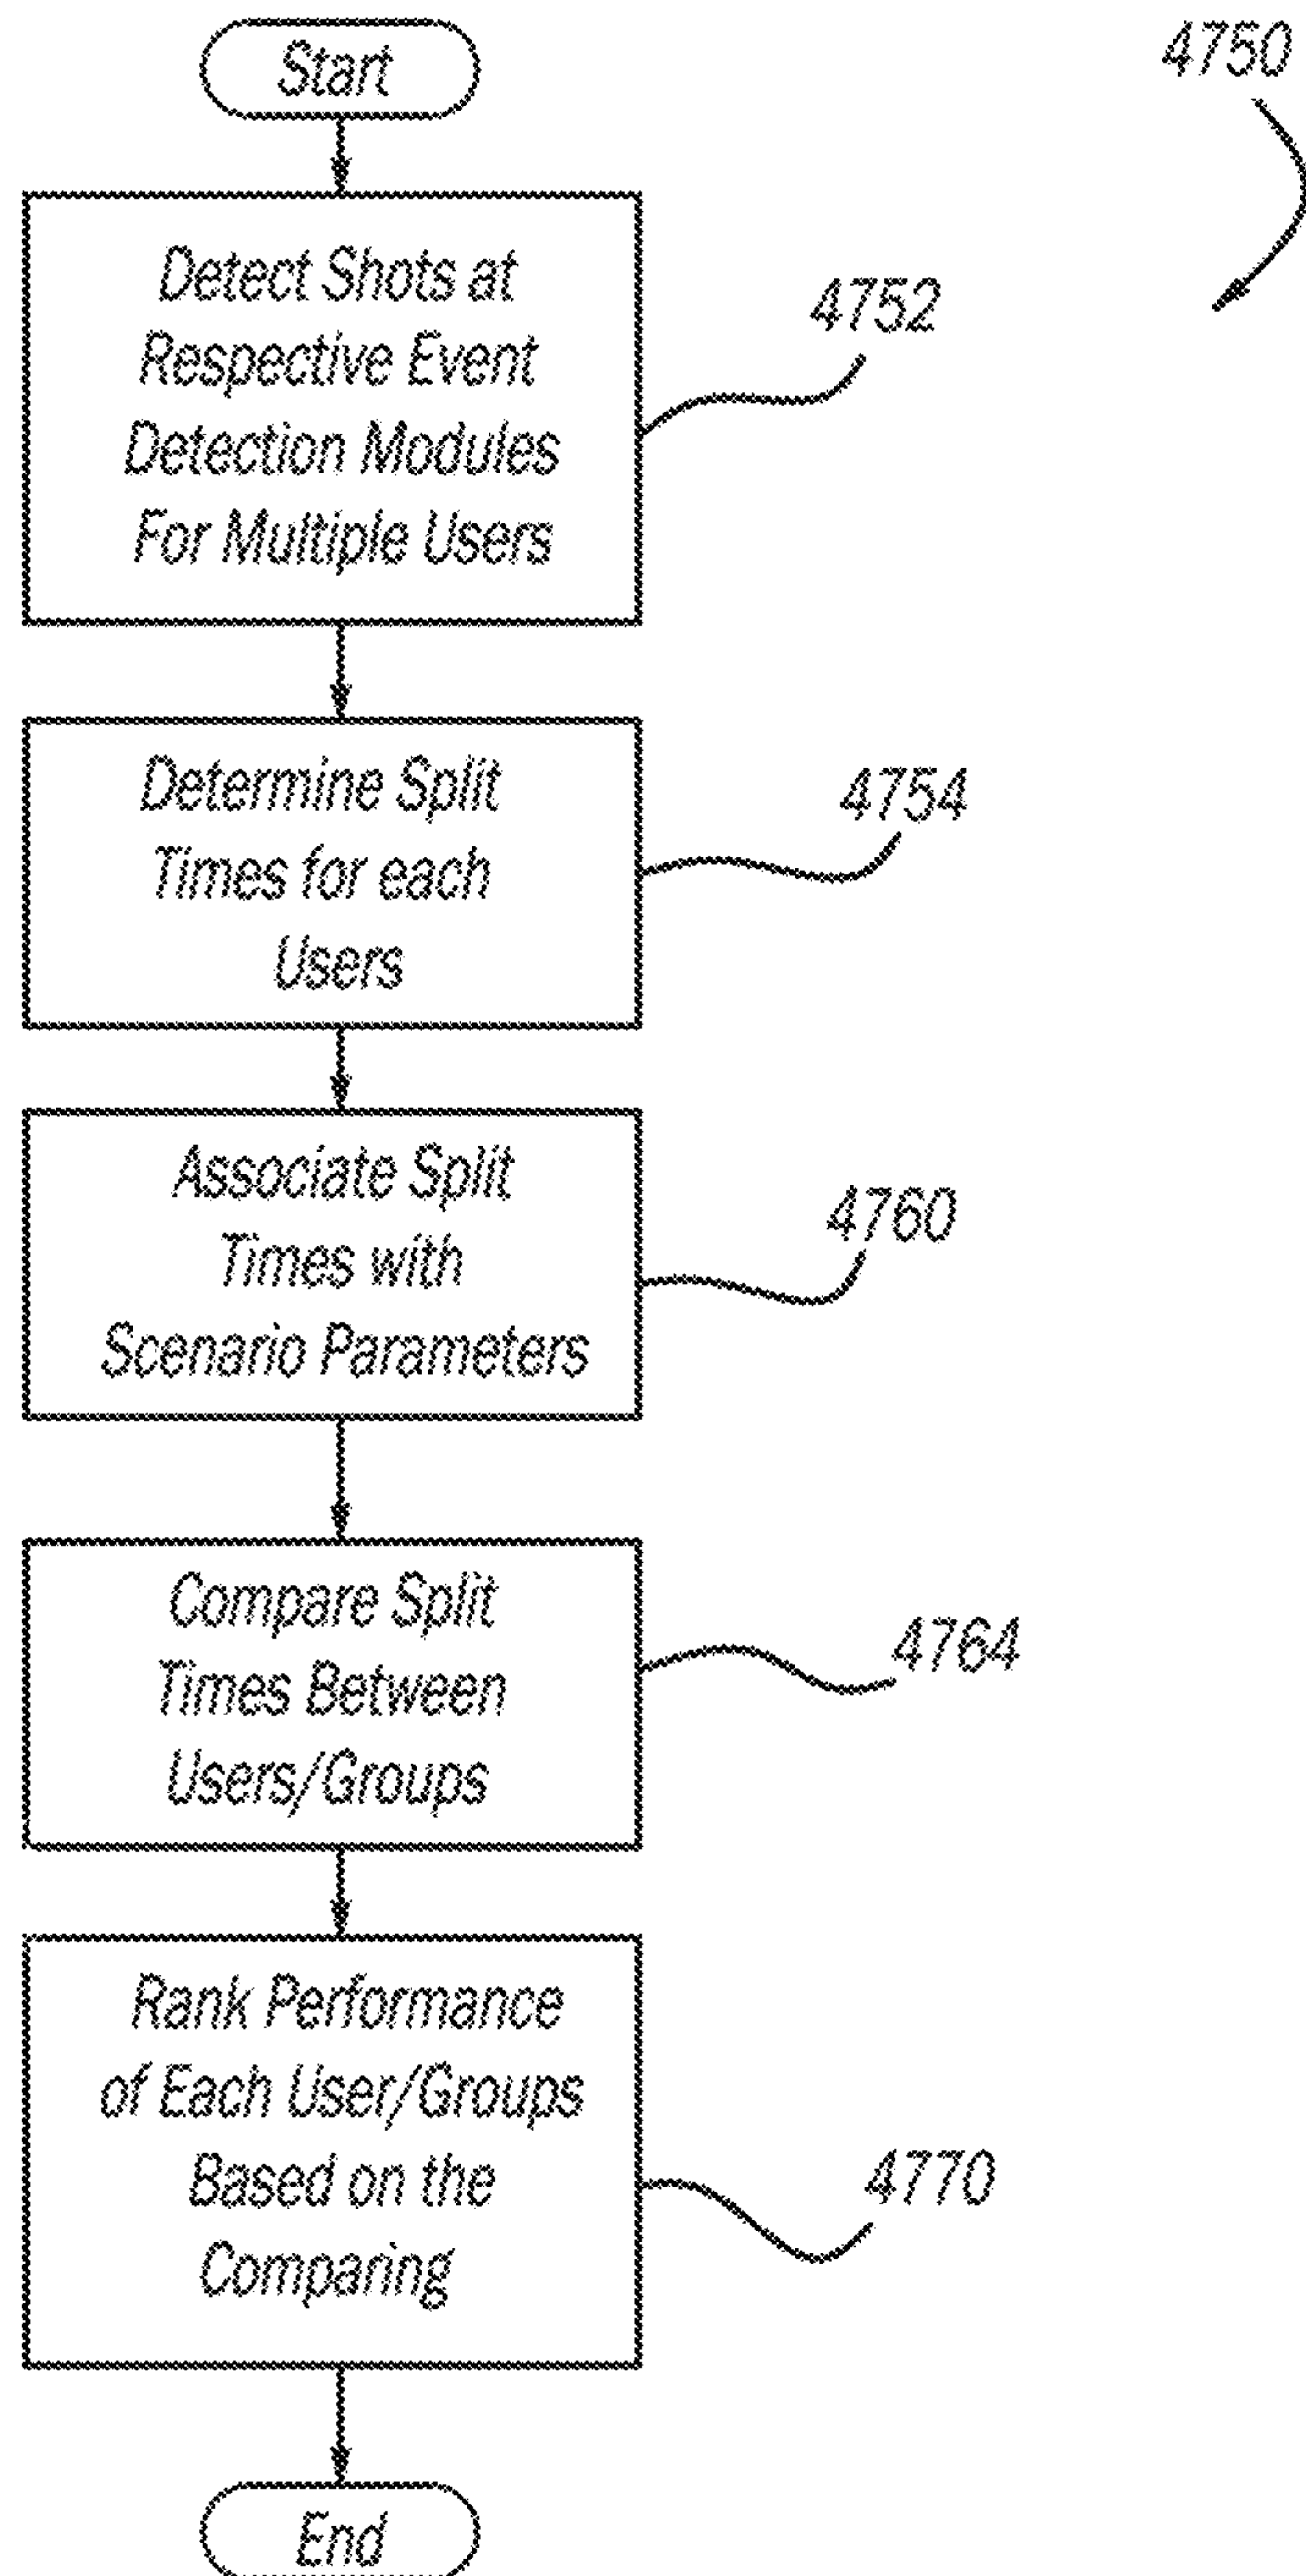 Start
4750
Detect Shots at
Respective Event
Detection Modules
For Multiple Users
4752
Determine Split
Times for each
Users
4754
Associate Split
Times with
Scenario Parameters
4760
Compare Split
Times Between
Users/Groups
4764
Rank Performance
of Each User/Groups
Based on the
Comparing
4770
End